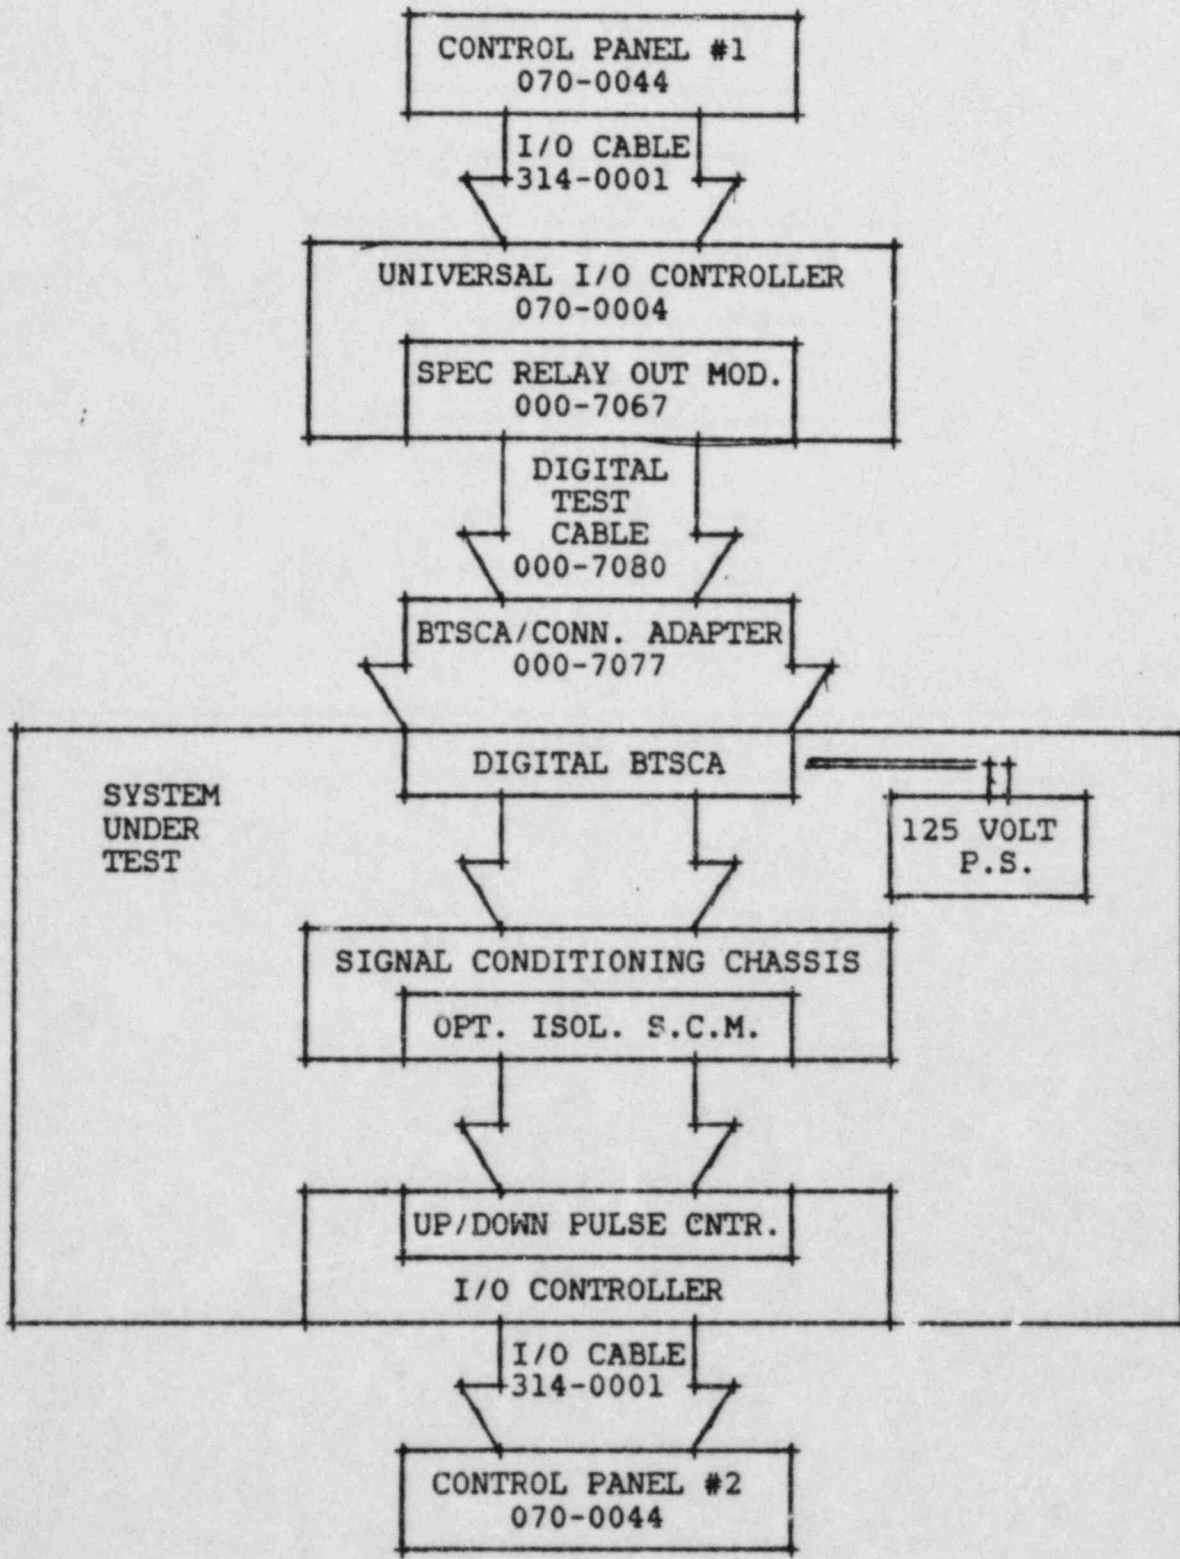 CONTROL PANEL #1
070-0044
I/O CABLE
314-0001
UNIVERSAL I/O CONTROLLER
070-0004
SPEC RELAY OUT MOD.
000-7067
DIGITAL
TEST
CABLE
000-7080
BTSCA/CONN. ADAPTER
000-7077
DIGITAL BTSCA
SYSTEM
UNDER
TEST
125 VOLT
P.S.
SIGNAL CONDITIONING CHASSIS
OPT. ISOL. S.C.M.
UP/DOWN PULSE CNTR.
I/O CONTROLLER
I/O CABLE
314-0001
CONTROL PANEL #2
070-0044